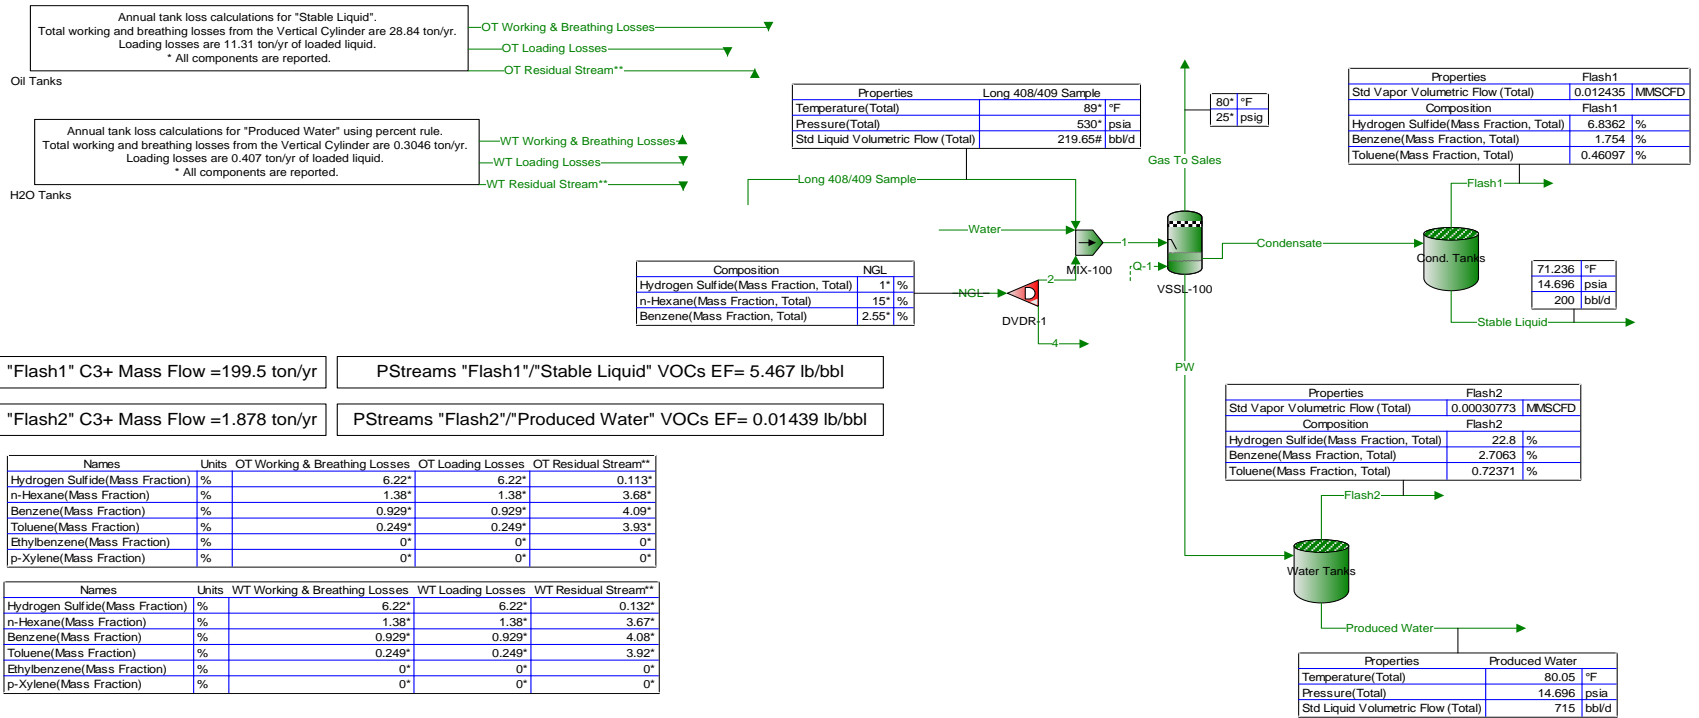 Annual tank loss calculations for "Stable Liquid".
Total working and breathing losses from the Vertical Cylinder are 28.84 ton/yr.
Loading losses are 11.31 ton/yr of loaded liquid.
* All components are reported.
Oil Tanks
OT Working & Breathing Losses
OT Loading Losses
OT Residual Stream**
Annual tank loss calculations for "Produced Water" using percent rule.
Total working and breathing losses from the Vertical Cylinder are 0.3046 ton/yr.
Loading losses are 0.407 ton/yr of loaded liquid.
* All components are reported.
H2O Tanks
WT Working & Breathing Losses
WT Loading Losses
WT Residual Stream**
Properties Long 408/409 Sample
Temperature(Total) 89* °F
Pressure(Total) 530* psia
Std Liquid Volumetric Flow (Total) 219.65# bbl/d
Long 408/409 Sample
Water
Composition NGL
Hydrogen Sulfide(Mass Fraction, Total) 1* %
n-Hexane(Mass Fraction, Total) 15* %
Benzene(Mass Fraction, Total) 2.55* %
NGL
D
DVDR-1
2
4
MIX-100
1
Q-1
VSSL-100
Gas To Sales
80* °F
25* psig
Condensate
PW
Properties Flash1
Std Vapor Volumetric Flow (Total) 0.012435 MMSCFD
Composition Flash1
Hydrogen Sulfide(Mass Fraction, Total) 6.8362 %
Benzene(Mass Fraction, Total) 1.754 %
Toluene(Mass Fraction, Total) 0.46097 %
Flash1
Cond. Tanks
71.236 °F
14.696 psia
200 bbl/d
Stable Liquid
"Flash1" C3+ Mass Flow =199.5 ton/yr
PStreams "Flash1"/"Stable Liquid" VOCs EF= 5.467 lb/bbl
"Flash2" C3+ Mass Flow =1.878 ton/yr
PStreams "Flash2"/"Produced Water" VOCs EF= 0.01439 lb/bbl
Properties Flash2
Std Vapor Volumetric Flow (Total) 0.00030773 MMSCFD
Composition Flash2
Hydrogen Sulfide(Mass Fraction, Total) 22.8 %
Benzene(Mass Fraction, Total) 2.7063 %
Toluene(Mass Fraction, Total) 0.72371 %
Flash2
Water Tanks
Produced Water
Properties Produced Water
Temperature(Total) 80.05 °F
Pressure(Total) 14.696 psia
Std Liquid Volumetric Flow (Total) 715 bbl/d
Names Units OT Working & Breathing Losses OT Loading Losses OT Residual Stream**
Hydrogen Sulfide(Mass Fraction) % 6.22* 6.22* 0.113*
n-Hexane(Mass Fraction) % 1.38* 1.38* 3.68*
Benzene(Mass Fraction) % 0.929* 0.929* 4.09*
Toluene(Mass Fraction) % 0.249* 0.249* 3.93*
Ethylbenzene(Mass Fraction) % 0* 0* 0*
p-Xylene(Mass Fraction) % 0* 0* 0*
Names Units WT Working & Breathing Losses WT Loading Losses WT Residual Stream**
Hydrogen Sulfide(Mass Fraction) % 6.22* 6.22* 0.132*
n-Hexane(Mass Fraction) % 1.38* 1.38* 3.67*
Benzene(Mass Fraction) % 0.929* 0.929* 4.08*
Toluene(Mass Fraction) % 0.249* 0.249* 3.92*
Ethylbenzene(Mass Fraction) % 0* 0* 0*
p-Xylene(Mass Fraction) % 0* 0* 0*